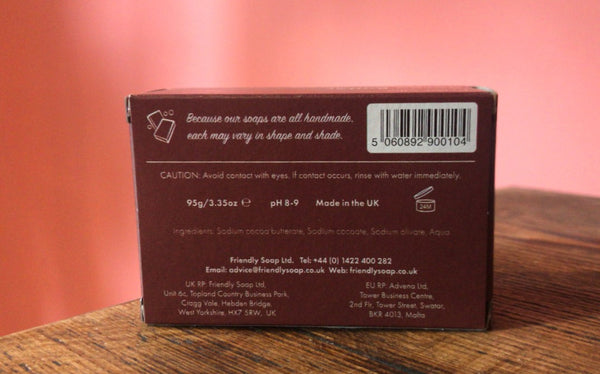 Because our soaps are all handmade,
each may vary in shape and shade.
5 060892 900104
CAUTION: Avoid contact with eyes. If contact occurs, rinse with water immediately.
95g/3.35oz ℮ pH 8-9 Made in the UK 24M
Ingredients: Sodium cocoa butterate, Sodium cocoate, Sodium olivate, Aqua
Friendly Soap Ltd. Tel: +44 (0) 1422 400 282
Email: advice@friendlysoap.co.uk Web: friendlysoap.co.uk
UK RP: Friendly Soap Ltd,
Unit 6c, Topland Country Business Park,
Cragg Vale, Hebden Bridge,
West Yorkshire, HX7 5RW, UK
EU RP: Advena Ltd,
Tower Business Centre,
2nd Flr, Tower Street, Swatar,
BKR 4013, Malta